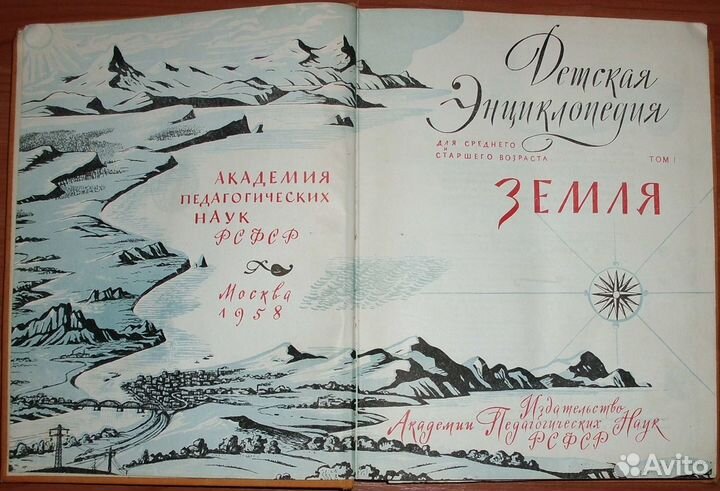 АКАДЕМИЯ
ПЕДАГОГИЧЕСКИХ
НАУК
РСФСР
Москва
1958
Детская
Энциклопедия
ДЛЯ СРЕДНЕГО
И
СТАРШЕГО ВОЗРАСТА
ТОМ I
ЗЕМЛЯ
Издательство
Академии Педагогических Наук
РСФСР
Avito